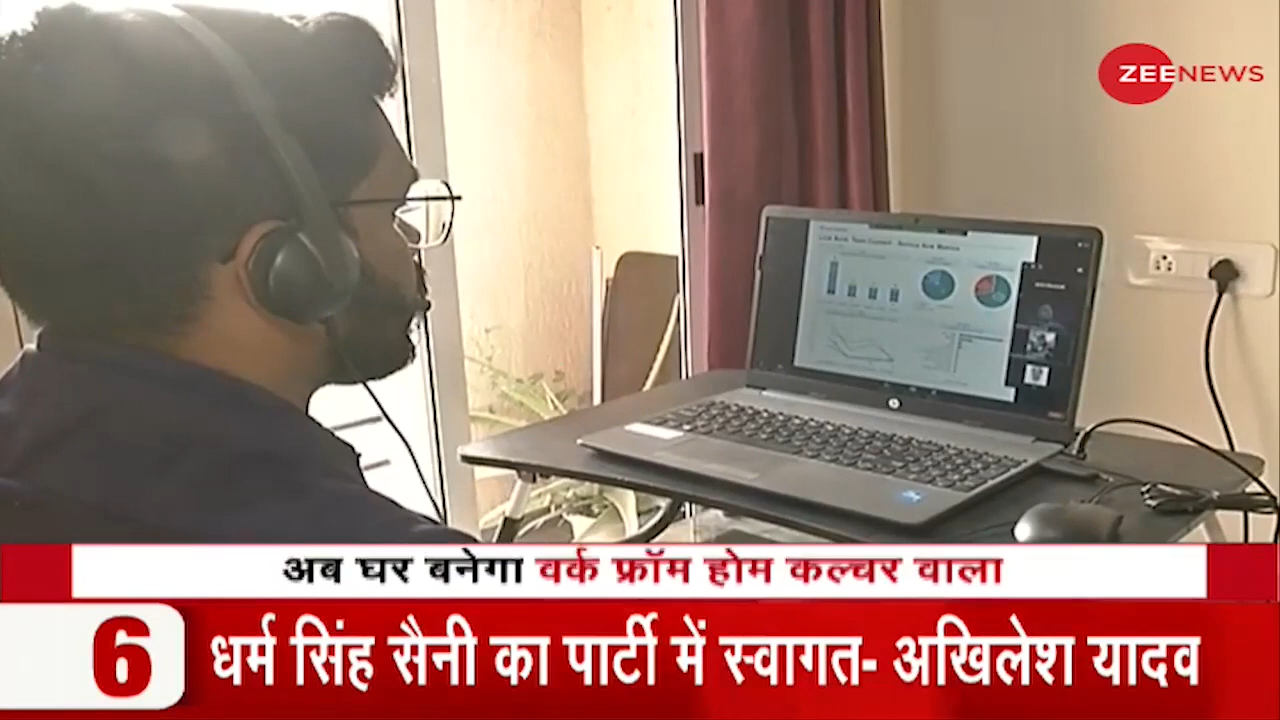 ZEENEWS
अब घर बनेगा वर्क फ्रॉम होम कल्चर वाला
6
धर्म सिंह सैनी का पार्टी में स्वागत- अखिलेश यादव